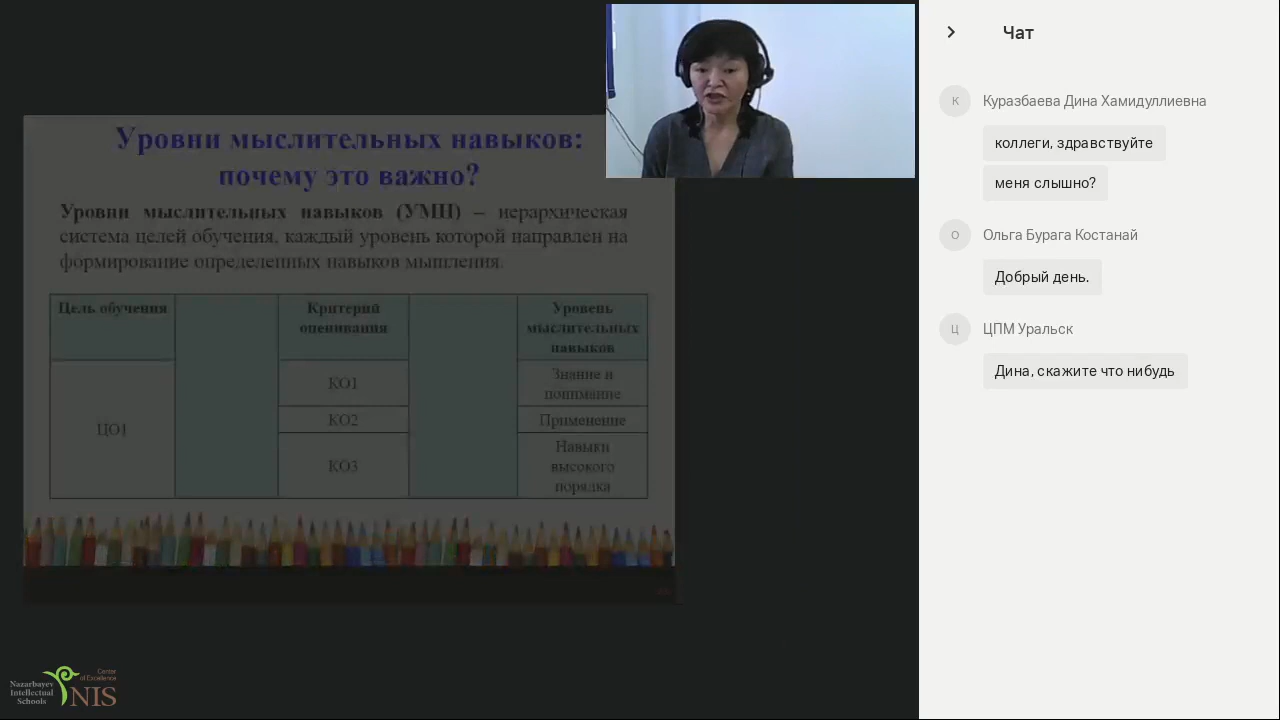 Уровни мыслительных навыков:
почему это важно?
Уровни мыслительных навыков (УМН) – иерархическая
система целей обучения, каждый уровень которой направлен на
формирование определенных навыков мышления.
Цель обучения
Критерий
оценивания
Уровень
мыслительных
навыков
ЦО1
КО1
Знание и
понимание
КО2
Применение
КО3
Навыки
высокого
порядка
Nazarbayev
Intellectual
Schools
Center
of Excellence
NIS
Чат
К
Куразбаева Дина Хамидуллиевна
коллеги, здравствуйте
меня слышно?
О
Ольга Бурага Костанай
Добрый день.
Ц
ЦПМ Уральск
Дина, скажите что нибудь